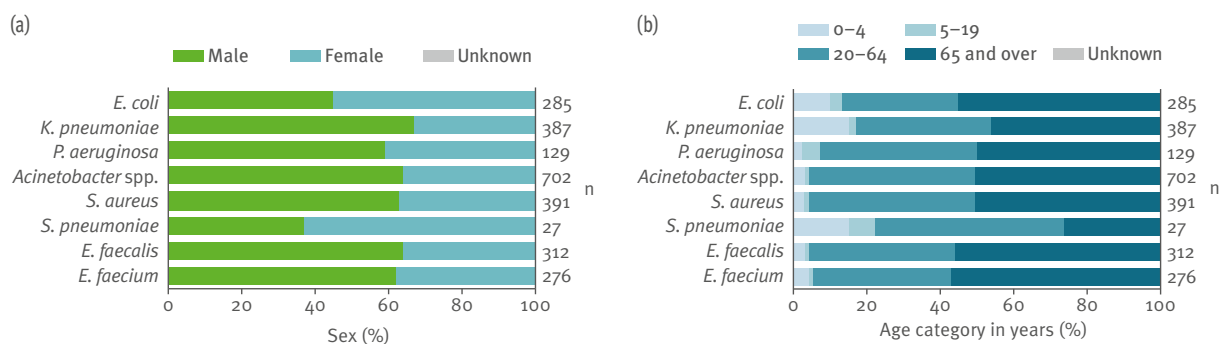 (a)
Male Female Unknown
E. coli 285
K. pneumoniae 387
P. aeruginosa 129
Acinetobacter spp. 702
S. aureus 391
S. pneumoniae 27
E. faecalis 312
E. faecium 276
n
0 20 40 60 80 100
Sex (%)
(b)
0–4 5–19
20–64 65 and over Unknown
E. coli 285
K. pneumoniae 387
P. aeruginosa 129
Acinetobacter spp. 702
S. aureus 391
S. pneumoniae 27
E. faecalis 312
E. faecium 276
n
0 20 40 60 80 100
Age category in years (%)